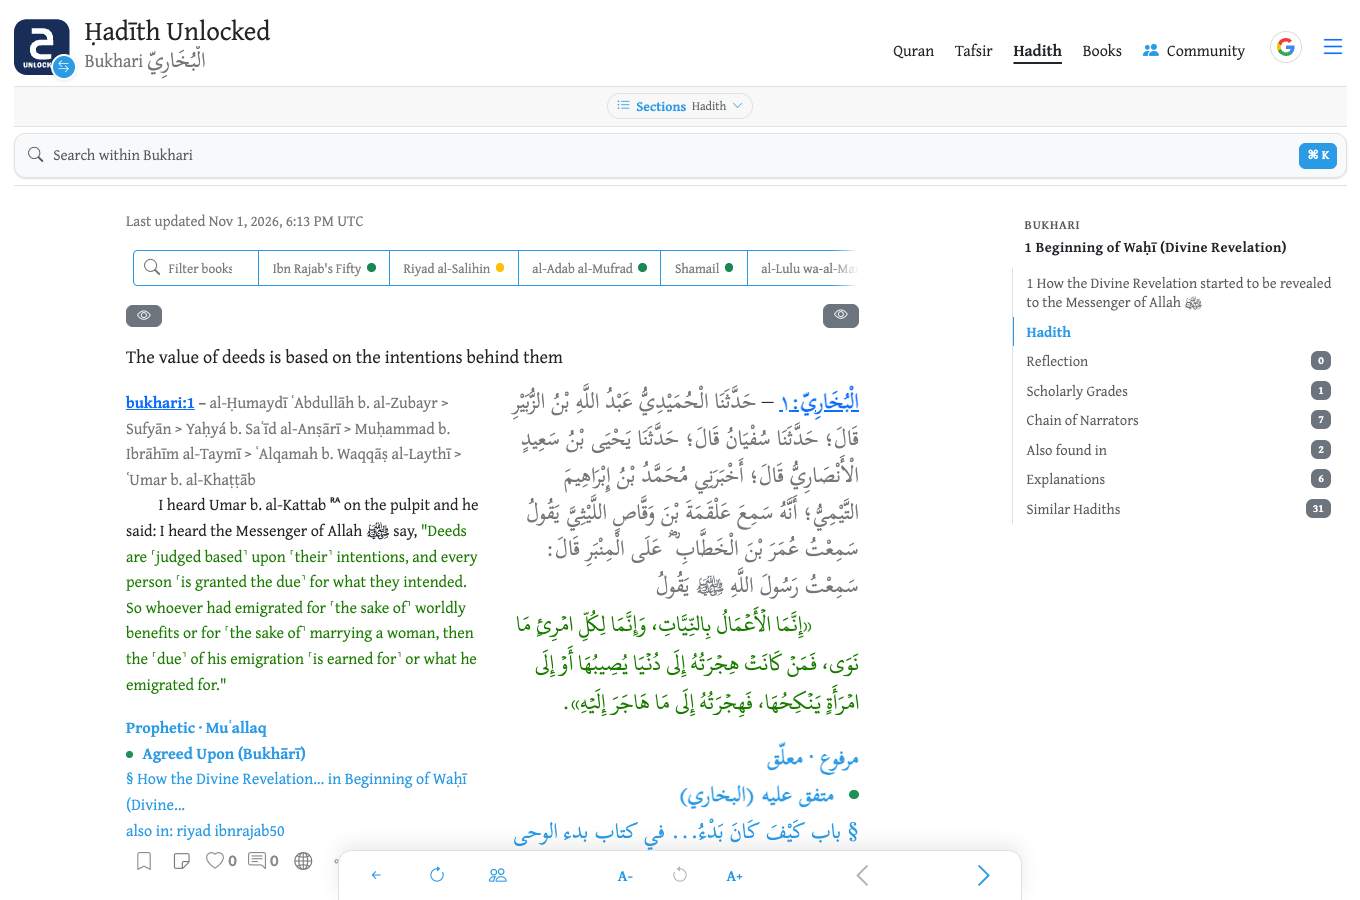 UNLOCK
Ḥadīth Unlocked
Bukhari الْبُخَارِيّ
Quran
Tafsir
Hadith
Books
Community
Sections Hadith
Search within Bukhari
⌘ K
Last updated Nov 1, 2026, 6:13 PM UTC
Filter books
Ibn Rajab's Fifty
Riyad al-Salihin
al-Adab al-Mufrad
Shamail
al-Lulu wa-al-Ma
The value of deeds is based on the intentions behind them
bukhari:1 – al-Ḥumaydī ʿAbdullāh b. al-Zubayr >
Sufyān > Yaḥyá b. Saʿīd al-Anṣārī > Muḥammad b.
Ibrāhīm al-Taymī > ʿAlqamah b. Waqqāṣ al-Laythī >
ʿUmar b. al-Khaṭṭāb
I heard Umar b. al-Kattab ᴿᴬ on the pulpit and he
said: I heard the Messenger of Allah ﷺ say, "Deeds
are ˹judged based˺ upon ˹their˺ intentions, and every
person ˹is granted the due˺ for what they intended.
So whoever had emigrated for ˹the sake of˺ worldly
benefits or for ˹the sake of˺ marrying a woman, then
the ˹due˺ of his emigration ˹is earned for˺ or what he
emigrated for."
Prophetic · Muʿallaq
Agreed Upon (Bukhārī)
§ How the Divine Revelation... in Beginning of Waḥī
(Divine...
also in: riyad ibnrajab50
0
0
الْبُخَارِيّ:١ – حَدَّثَنَا الْحُمَيْدِيُّ عَبْدُ اللَّهِ بْنُ الزُّبَيْرِ
قَالَ؛ حَدَّثَنَا سُفْيَانُ قَالَ؛ حَدَّثَنَا يَحْيَى بْنُ سَعِيدٍ
الْأَنْصَارِيُّ قَالَ؛ أَخْبَرَنِي مُحَمَّدُ بْنُ إِبْرَاهِيمَ
التَّيْمِيُّ؛ أَنَّهُ سَمِعَ عَلْقَمَةَ بْنَ وَقَّاصٍ اللَّيْثِيَّ يَقُولُ
سَمِعْتُ عُمَرَ بْنَ الْخَطَّابِ عَلَى الْمِنْبَرِ قَالَ:
سَمِعْتُ رَسُولَ اللَّهِ ﷺ يَقُولُ
«إِنَّمَا الْأَعْمَالُ بِالنِّيَّاتِ، وَإِنَّمَا لِكُلِّ امْرِئٍ مَا
نَوَى، فَمَنْ كَانَتْ هِجْرَتُهُ إِلَى دُنْيَا يُصِيبُهَا أَوْ إِلَى
امْرَأَةٍ يَنْكِحُهَا، فَهِجْرَتُهُ إِلَى مَا هَاجَرَ إِلَيْهِ».
مرفوع · معلّق
متفق عليه (البخاري)
§ باب كَيْفَ كَانَ بَدْءُ... في كتاب بدء الوحى
A-
A+
BUKHARI
1 Beginning of Waḥī (Divine Revelation)
1 How the Divine Revelation started to be revealed
to the Messenger of Allah ﷺ
Hadith
Reflection 0
Scholarly Grades 1
Chain of Narrators 7
Also found in 2
Explanations 6
Similar Hadiths 31